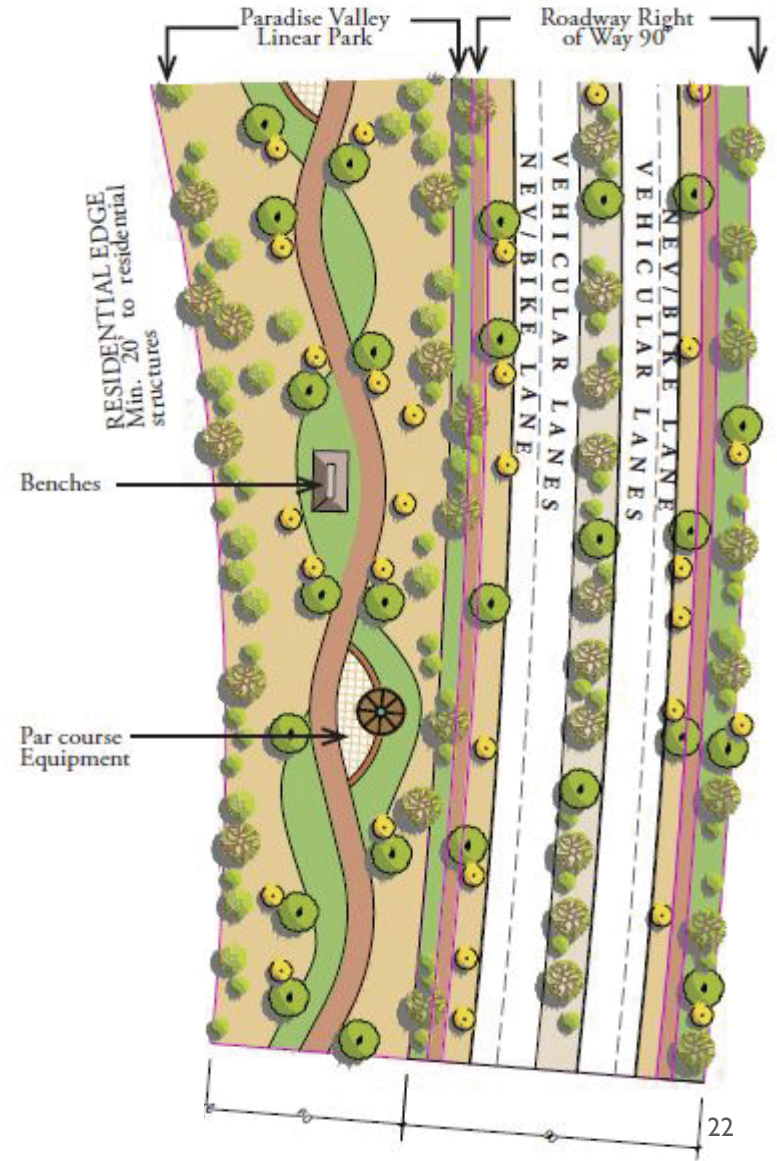 Paradise Valley
Linear Park
Roadway Right
of Way 90'
RESIDENTIAL EDGE
Min. 20' to residential
structures
NEV/BIKE LANE
VEHICULAR LANES
VEHICULAR LANES
NEV/BIKE LANE
Benches
Par course
Equipment
22